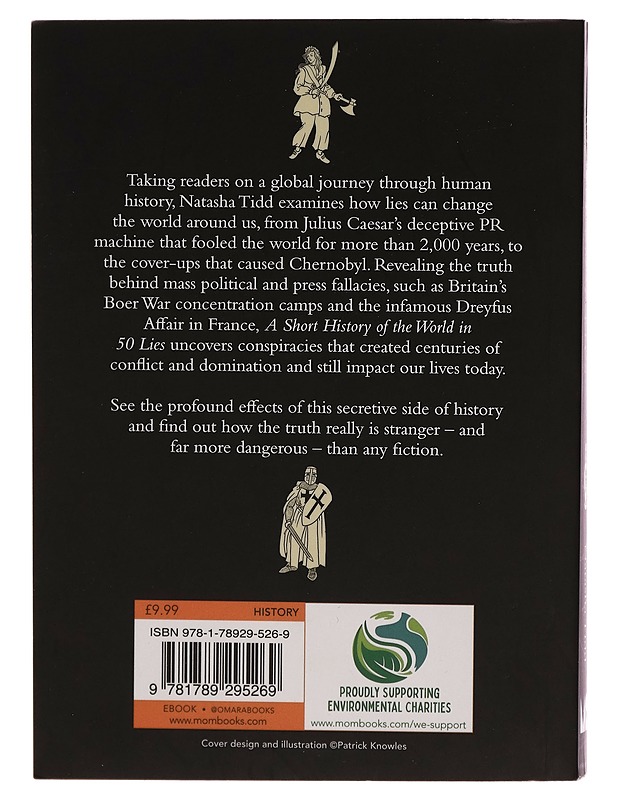 Taking readers on a global journey through human
history, Natasha Tidd examines how lies can change
the world around us, from Julius Caesar's deceptive PR
machine that fooled the world for more than 2,000 years, to
the cover-ups that caused Chernobyl. Revealing the truth
behind mass political and press fallacies, such as Britain's
Boer War concentration camps and the infamous Dreyfus
Affair in France, A Short History of the World in
50 Lies uncovers conspiracies that created centuries of
conflict and domination and still impact our lives today.
See the profound effects of this secretive side of history
and find out how the truth really is stranger – and
far more dangerous – than any fiction.
£9.99 HISTORY
ISBN 978-1-78929-526-9
9 781789 295269
EBOOK • @OMARABOOKS
www.mombooks.com
PROUDLY SUPPORTING
ENVIRONMENTAL CHARITIES
www.mombooks.com/we-support
Cover design and illustration ©Patrick Knowles